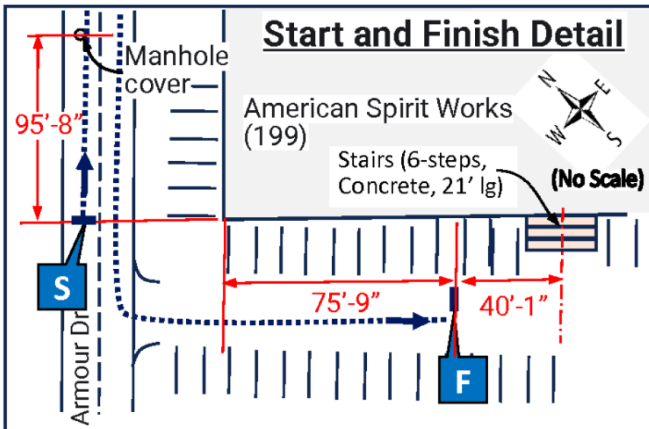 Start and Finish Detail
Manhole
cover
95’-8”
American Spirit Works
(199)
N
E
W
S
Stairs (6-steps,
Concrete, 21’ lg)
(No Scale)
S
75’-9”
40’-1”
F
Armour Dr